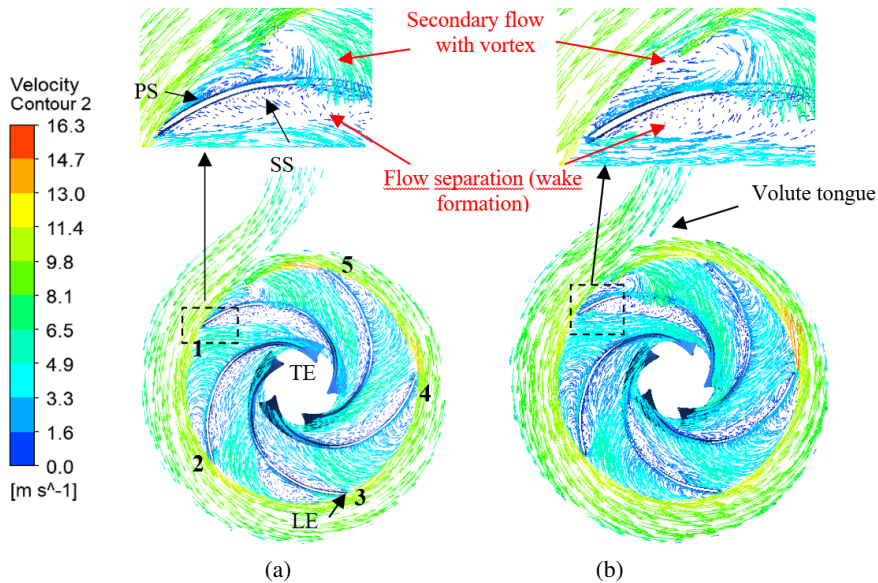 Secondary flow
with vortex
Velocity
Contour 2
16.3
14.7
13.0
11.4
9.8
8.1
6.5
4.9
3.3
1.6
0.0
[m s^-1]
PS
SS
Flow separation (wake
formation)
Volute tongue
5
1
TE
4
2
3
LE
(a)
(b)